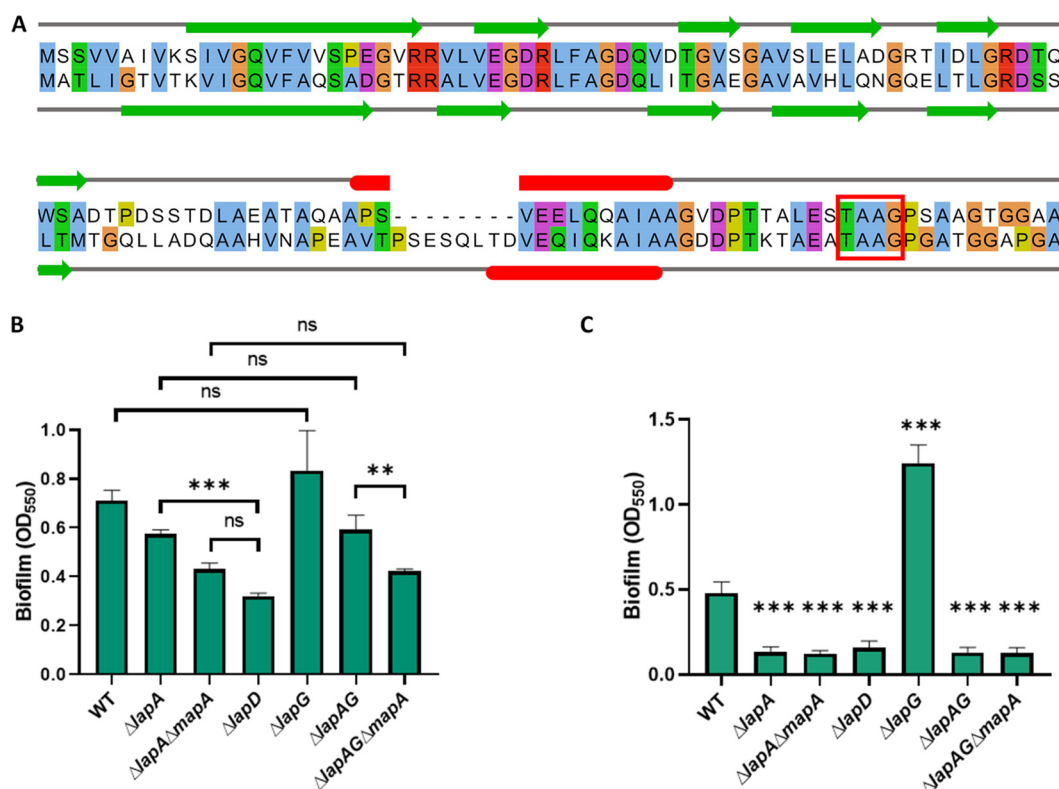 A
MSSVVAIVKSIVGQVFVVSPEGVRRVLVEGDRLFAGDQVDTGVSGAVSLELADGRTIDLGRDTQ
MATLIGTVTKVIGQVFAQSADGTRRALVEGDRLFAGDQLITGAEGAVAVHLQNGQELTLGRDSS
WSADTPDSSTDLAEATAQAAPS--------VEELQQAIAAGVDPTTALESTAAGPSAAGTGGAA
LTMTGQLLADQAAHVNAPEAVTPSESQLTDVEQIQKAIAAGDDPTKTAEATAAGPGATGGAPGA
B
ns
ns
ns
***
ns
**
Biofilm (OD550)
1.0
0.8
0.6
0.4
0.2
0.0
WT
ΔlapA
ΔlapAΔmapA
ΔlapD
ΔlapG
ΔlapAG
ΔlapAGΔmapA
C
***
*** *** *** *** ***
Biofilm (OD550)
1.5
1.0
0.5
0.0
WT
ΔlapA
ΔlapAΔmapA
ΔlapD
ΔlapG
ΔlapAG
ΔlapAGΔmapA